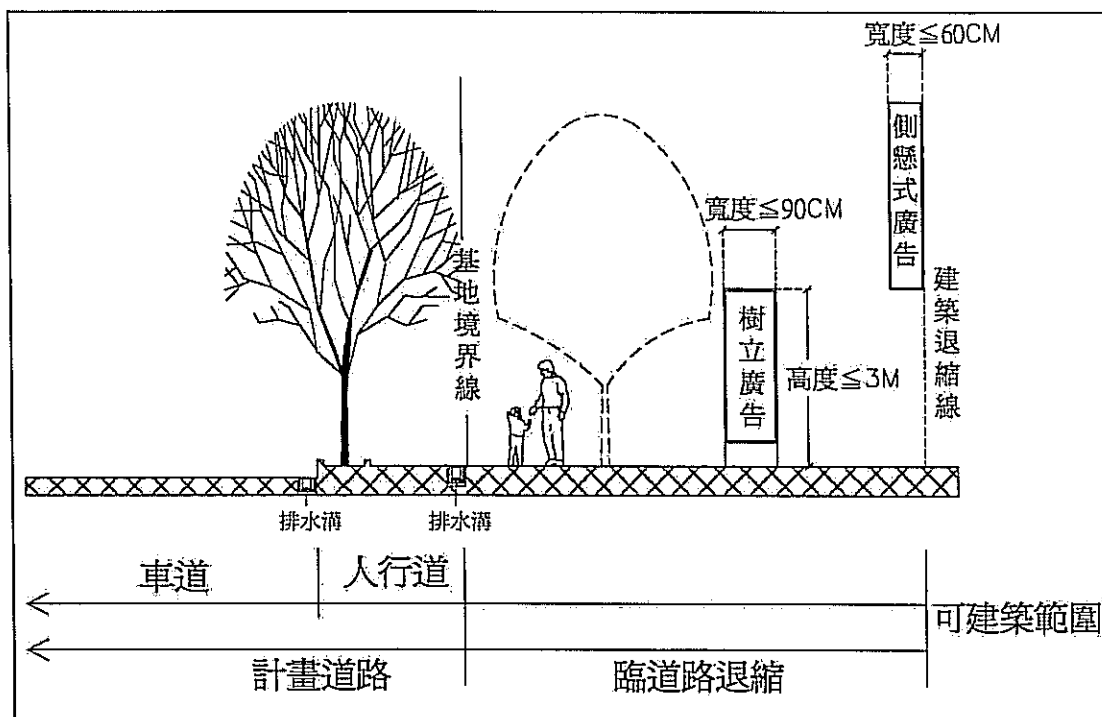 寬度≦60CM
側懸式廣告
寬度≦90CM
基地境界線
建築退縮線
樹立廣告
高度≦3M
排水溝
排水溝
車道
人行道
可建築範圍
計畫道路
臨道路退縮